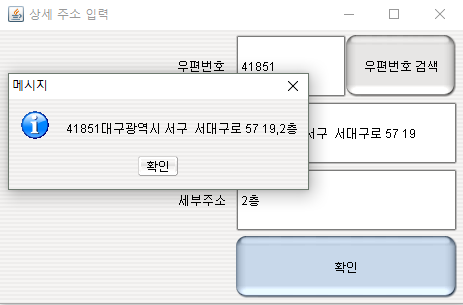 상세 주소 입력
우편번호
41851
우편번호 검색
메시지
41851대구광역시 서구  서대구로 57 19,2층
확인
서구  서대구로 57 19
세부주소
2층
확인